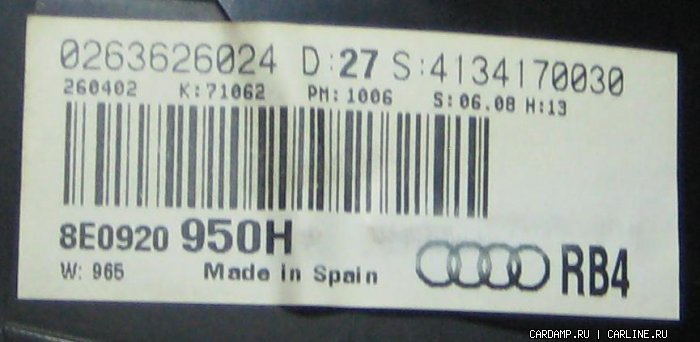 0263626024 D:27 S:4134170030
260402 K:71062 PM:1006 S:06.08 H:13
8E0920 950H
W: 965 Made in Spain RB4
CARDAMP.RU | CARLINE.RU